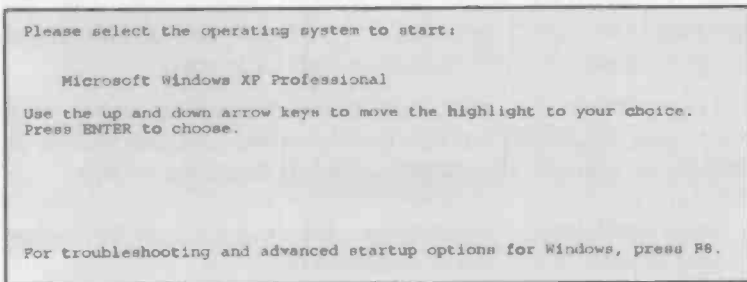 Please select the operating system to start:
Microsoft Windows XP Professional
Use the up and down arrow keys to move the highlight to your choice.
Press ENTER to choose.
For troubleshooting and advanced startup options for Windows, press F8.